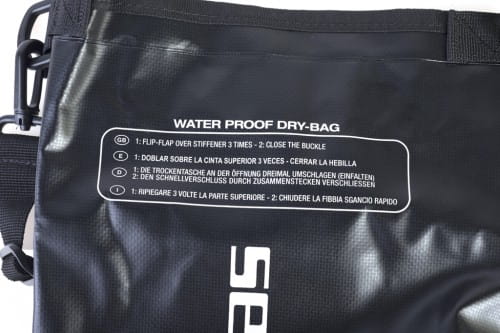 WATER PROOF DRY-BAG
GB 1: FLIP-FLAP OVER STIFFENER 3 TIMES - 2: CLOSE THE BUCKLE
E 1: DOBLAR SOBRE LA CINTA SUPERIOR 3 VECES - CERRAR LA HEBILLA
D 1: DIE TROCKENTASCHE AN DER ÖFFNUNG DREIMAL UMSCHLAGEN (EINFALTEN)
2: DEN SCHNELLVERSCHLUSS DURCH ZUSAMMENSTECKEN VERSCHLIESSEN
I 1: RIPIEGARE 3 VOLTE LA PARTE SUPERIORE - 2: CHIUDERE LA FIBBIA SGANCIO RAPIDO
sea